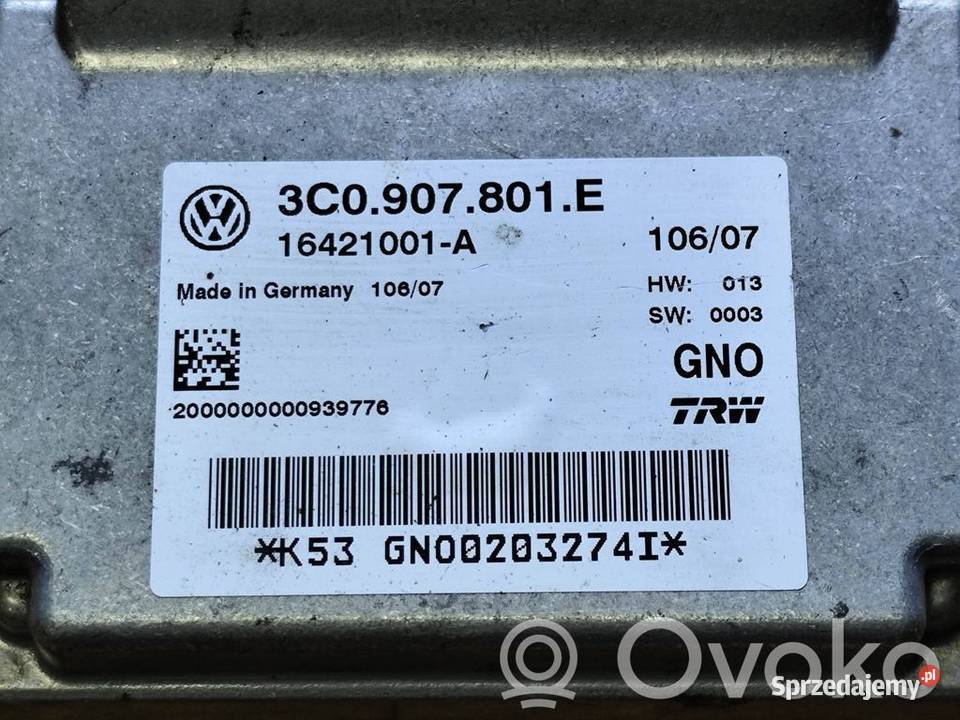 3C0.907.801.E
16421001-A
106/07
Made in Germany 106/07
HW: 013
SW: 0003
GNO
2000000000939776
TRW
*K53 GNO0203274I*
Ovoko
Sprzedajemy.pl